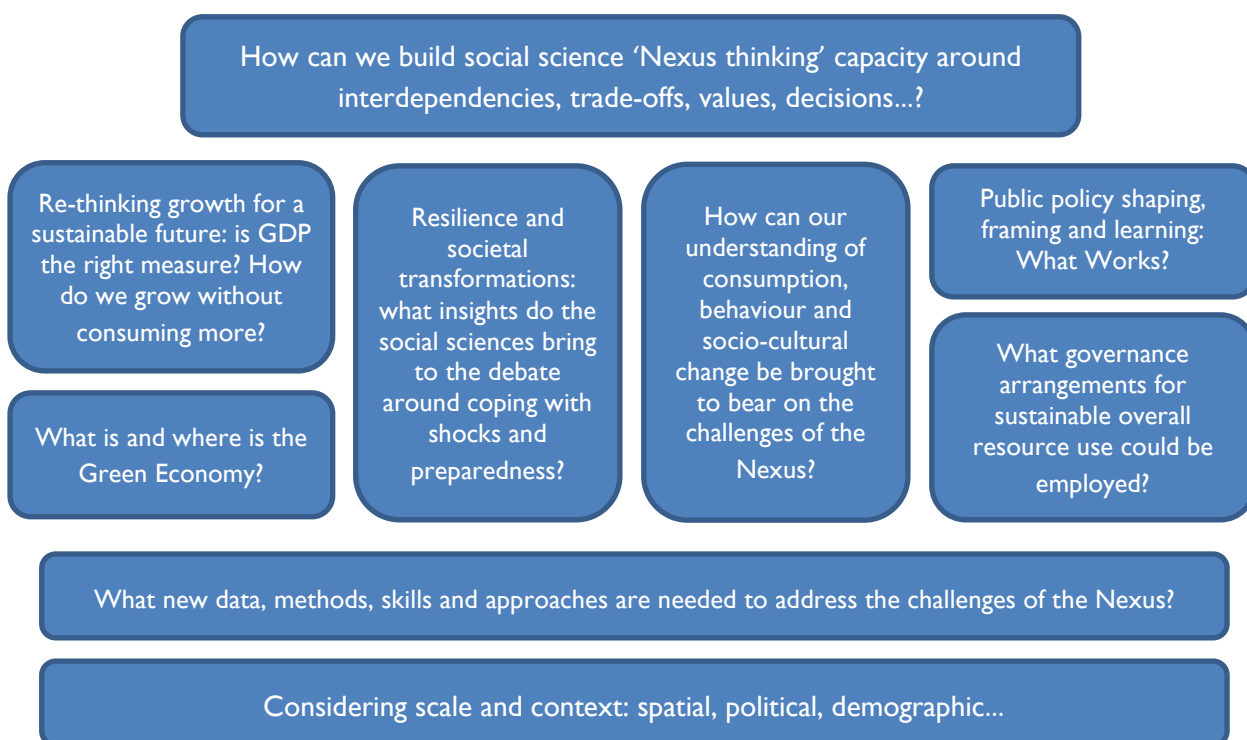 How can we build social science ‘Nexus thinking’ capacity around
interdependencies, trade-offs, values, decisions...?
Re-thinking growth for a
sustainable future: is GDP
the right measure? How
do we grow without
consuming more?
What is and where is the
Green Economy?
Resilience and
societal
transformations:
what insights do the
social sciences bring
to the debate
around coping with
shocks and
preparedness?
How can our
understanding of
consumption,
behaviour and
socio-cultural
change be brought
to bear on the
challenges of the
Nexus?
Public policy shaping,
framing and learning:
What Works?
What governance
arrangements for
sustainable overall
resource use could be
employed?
What new data, methods, skills and approaches are needed to address the challenges of the Nexus?
Considering scale and context: spatial, political, demographic...